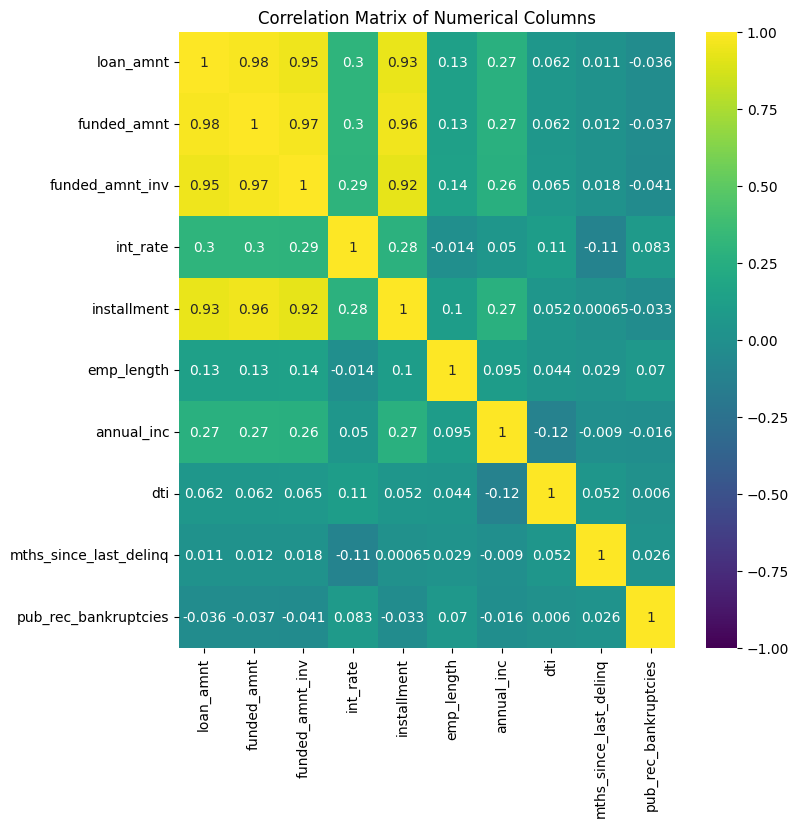 Correlation Matrix of Numerical Columns
loan_amnt 1 0.98 0.95 0.3 0.93 0.13 0.27 0.062 0.011 -0.036
funded_amnt 0.98 1 0.97 0.3 0.96 0.13 0.27 0.062 0.012 -0.037
funded_amnt_inv 0.95 0.97 1 0.29 0.92 0.14 0.26 0.065 0.018 -0.041
int_rate 0.3 0.3 0.29 1 0.28 -0.014 0.05 0.11 -0.11 0.083
installment 0.93 0.96 0.92 0.28 1 0.1 0.27 0.052 0.00065 -0.033
emp_length 0.13 0.13 0.14 -0.014 0.1 1 0.095 0.044 0.029 0.07
annual_inc 0.27 0.27 0.26 0.05 0.27 0.095 1 -0.12 -0.009 -0.016
dti 0.062 0.062 0.065 0.11 0.052 0.044 -0.12 1 0.052 0.006
mths_since_last_delinq 0.011 0.012 0.018 -0.11 0.00065 0.029 -0.009 0.052 1 0.026
pub_rec_bankruptcies -0.036 -0.037 -0.041 0.083 -0.033 0.07 -0.016 0.006 0.026 1
loan_amnt
funded_amnt
funded_amnt_inv
int_rate
installment
emp_length
annual_inc
dti
mths_since_last_delinq
pub_rec_bankruptcies
1.00
0.75
0.50
0.25
0.00
−0.25
−0.50
−0.75
−1.00